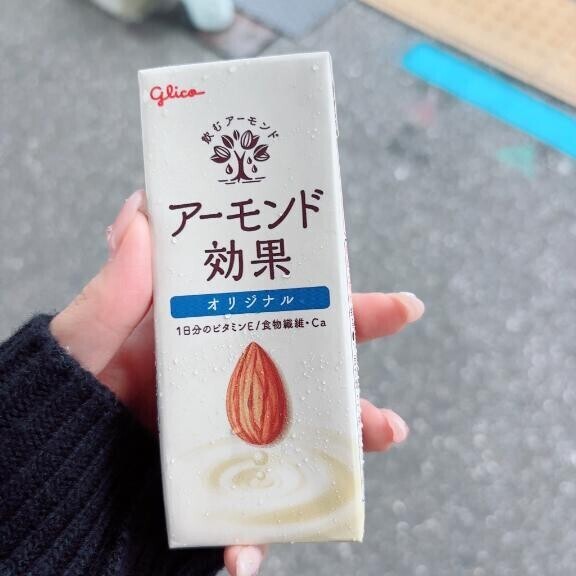 Glico
飲むアーモンド
アーモンド
効果
オリジナル
1日分のビタミンE/食物繊維・Ca